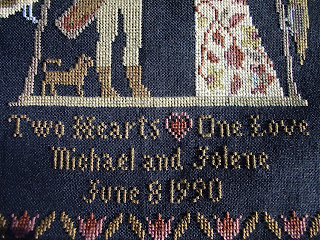 Two Hearts ♥ One Love
Michael and Jolene
June 8 1990